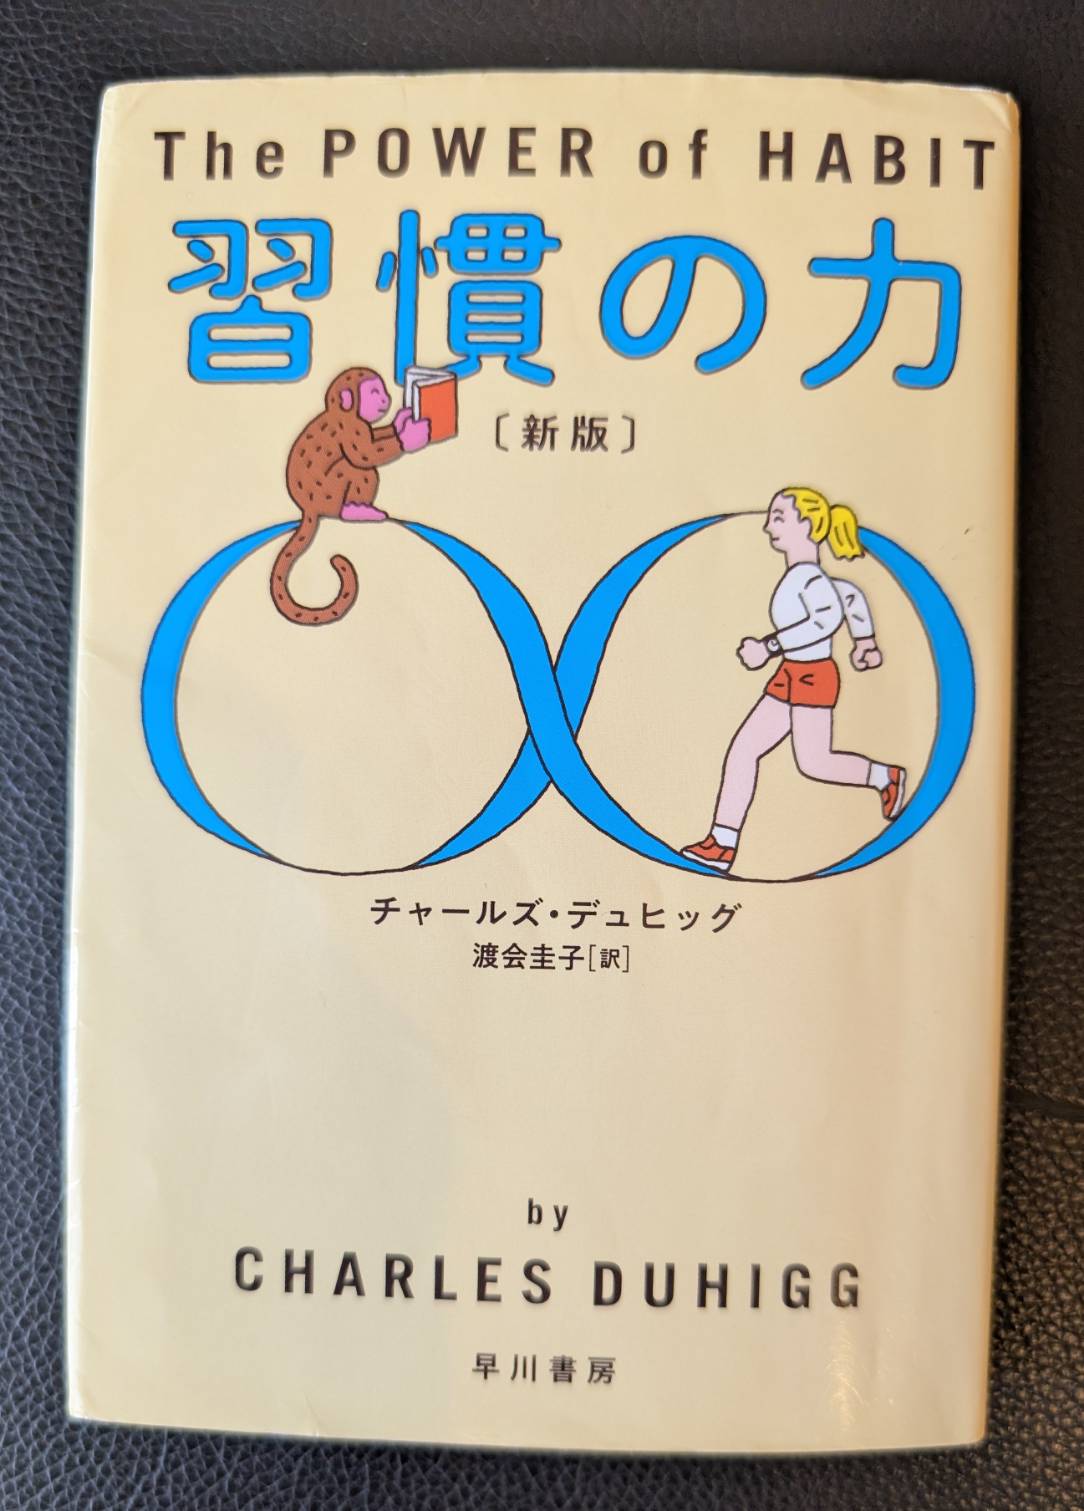 The POWER of HABIT
習慣の力
〔新版〕
チャールズ・デュヒッグ
渡会圭子[訳]
by
CHARLES DUHIGG
早川書房